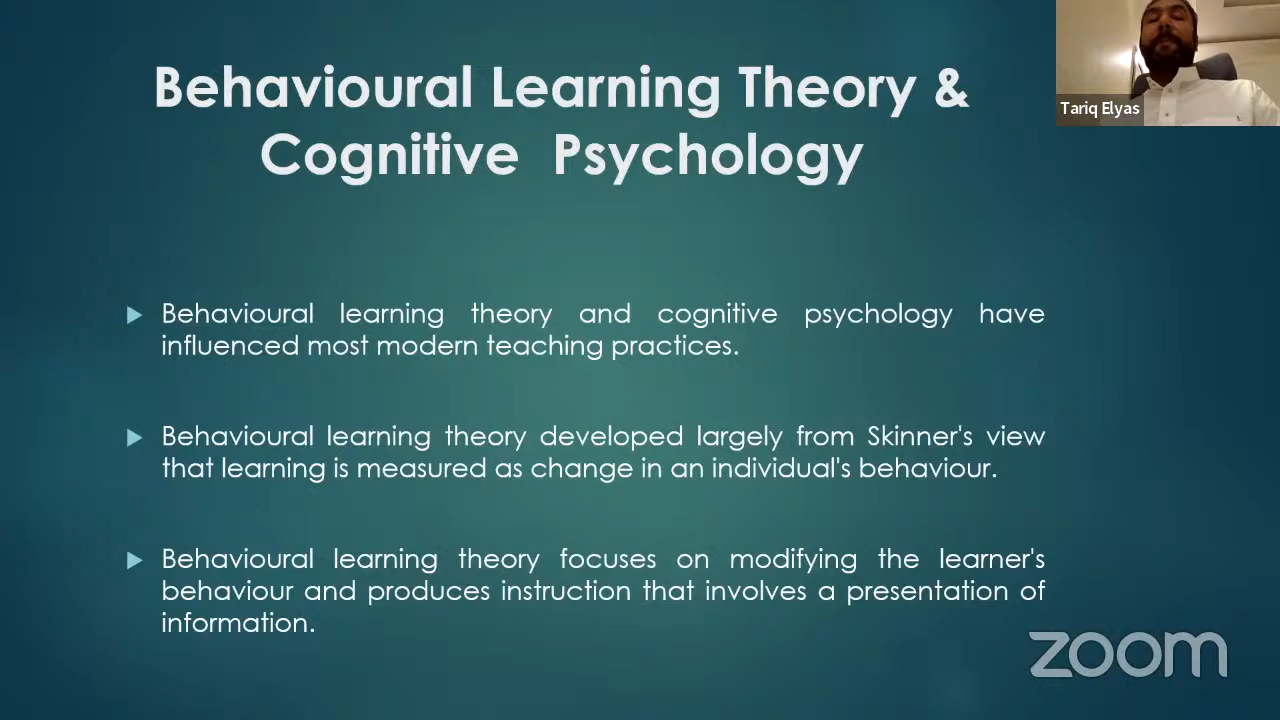 Behavioural Learning Theory &
Cognitive Psychology
Tariq Elyas
Behavioural learning theory and cognitive psychology have
influenced most modern teaching practices.
Behavioural learning theory developed largely from Skinner's view
that learning is measured as change in an individual's behaviour.
Behavioural learning theory focuses on modifying the learner's
behaviour and produces instruction that involves a presentation of
information.
zoom